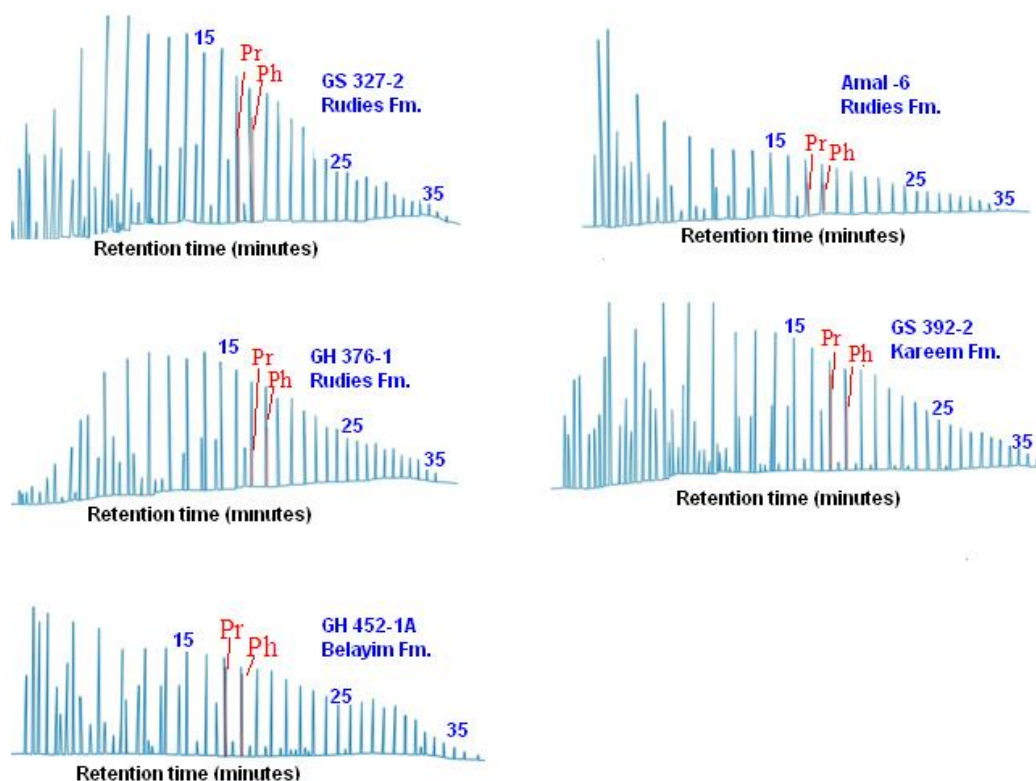 15
Pr
Ph
GS 327-2
Rudies Fm.
25
35
Retention time (minutes)
Amal -6
Rudies Fm.
15
Pr
Ph
25
35
Retention time (minutes)
15
Pr
Ph
GH 376-1
Rudies Fm.
25
35
Retention time (minutes)
GS 392-2
Kareem Fm.
15
Pr
Ph
25
35
Retention time (minutes)
15
Pr
Ph
GH 452-1A
Belayim Fm.
25
35
Retention time (minutes)